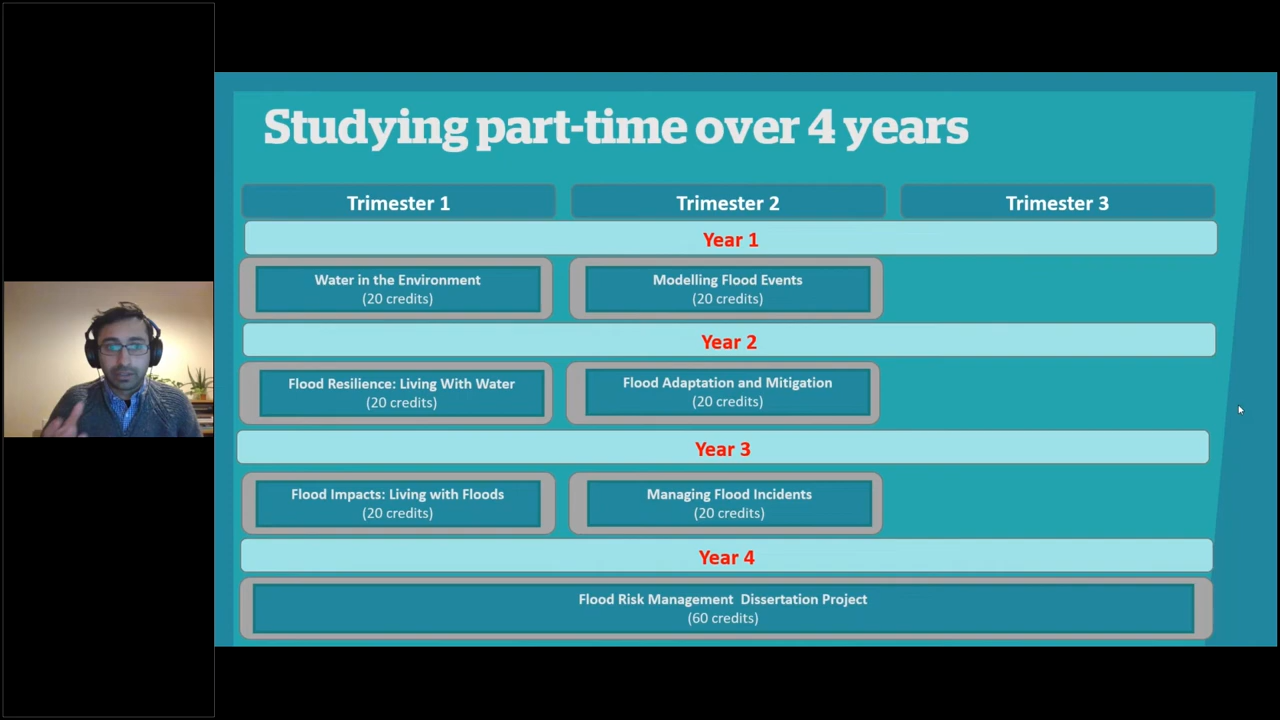 Studying part-time over 4 years
Trimester 1
Trimester 2
Trimester 3
Year 1
Water in the Environment
(20 credits)
Modelling Flood Events
(20 credits)
Year 2
Flood Resilience: Living With Water
(20 credits)
Flood Adaptation and Mitigation
(20 credits)
Year 3
Flood Impacts: Living with Floods
(20 credits)
Managing Flood Incidents
(20 credits)
Year 4
Flood Risk Management Dissertation Project
(60 credits)